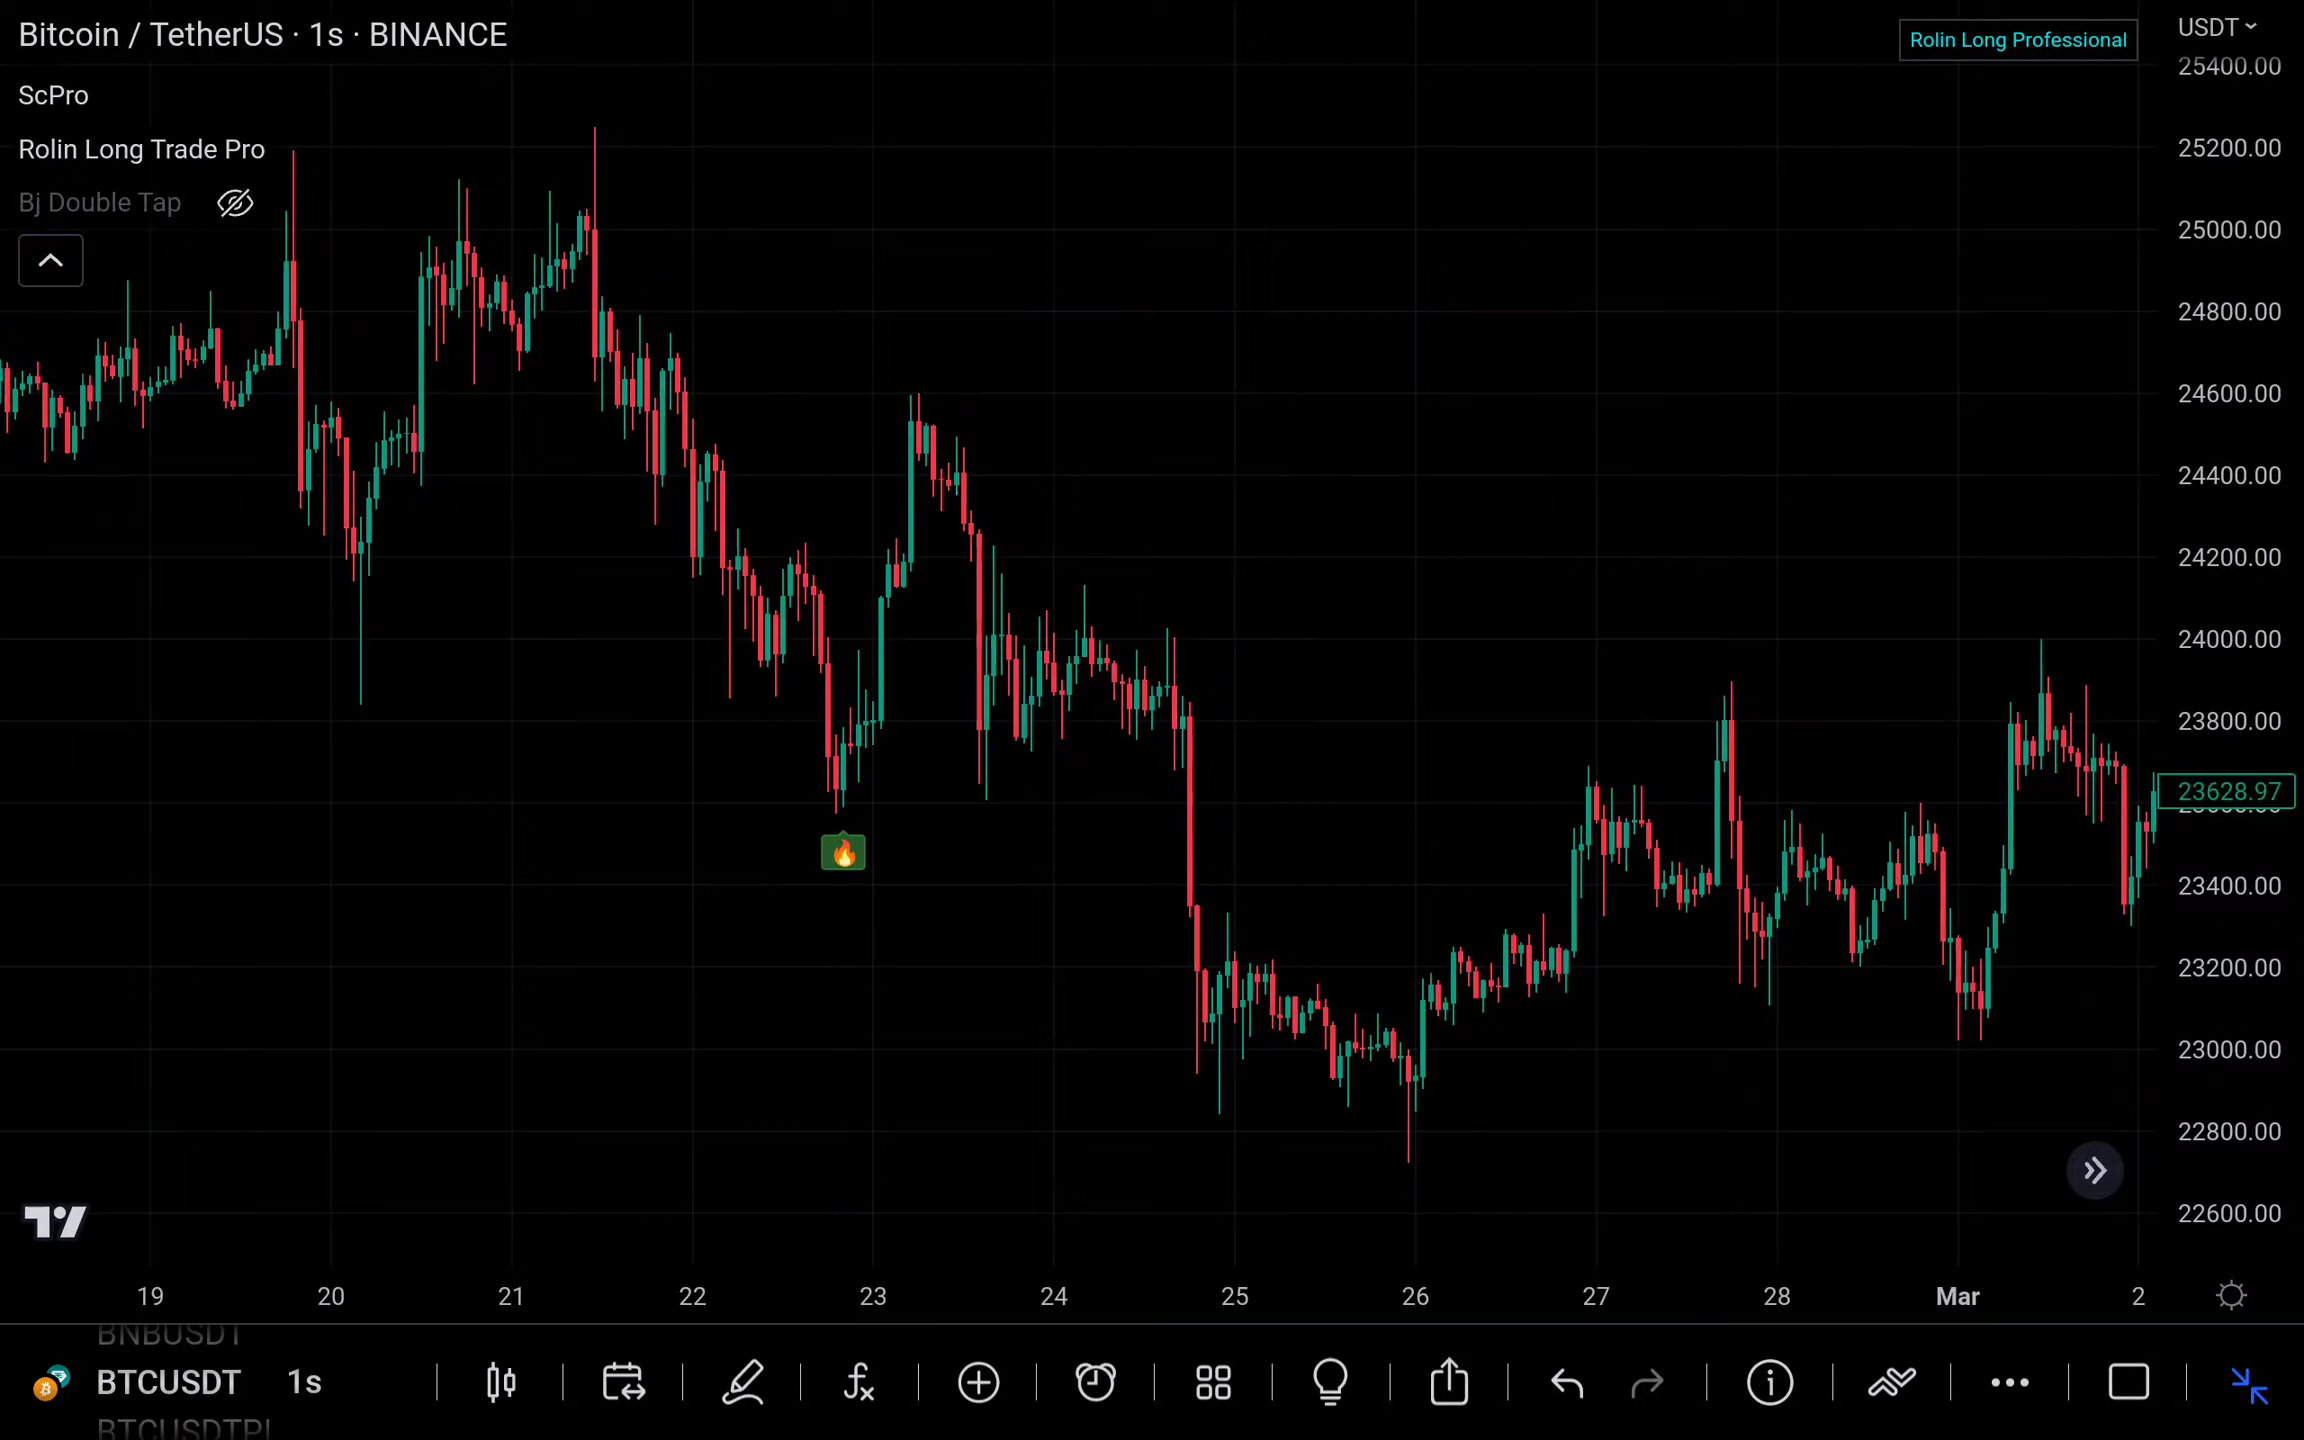 Bitcoin / TetherUS · 1s · BINANCE
Rolin Long Professional
USDT
25400.00
ScPro
Rolin Long Trade Pro
25200.00
Bj Double Tap
25000.00
24800.00
24600.00
24400.00
24200.00
24000.00
23800.00
23628.97
23400.00
23200.00
23000.00
22800.00
22600.00
19 20 21 22 23 24 25 26 27 28 Mar 2
BNBUSDT
BTCUSDT 1s